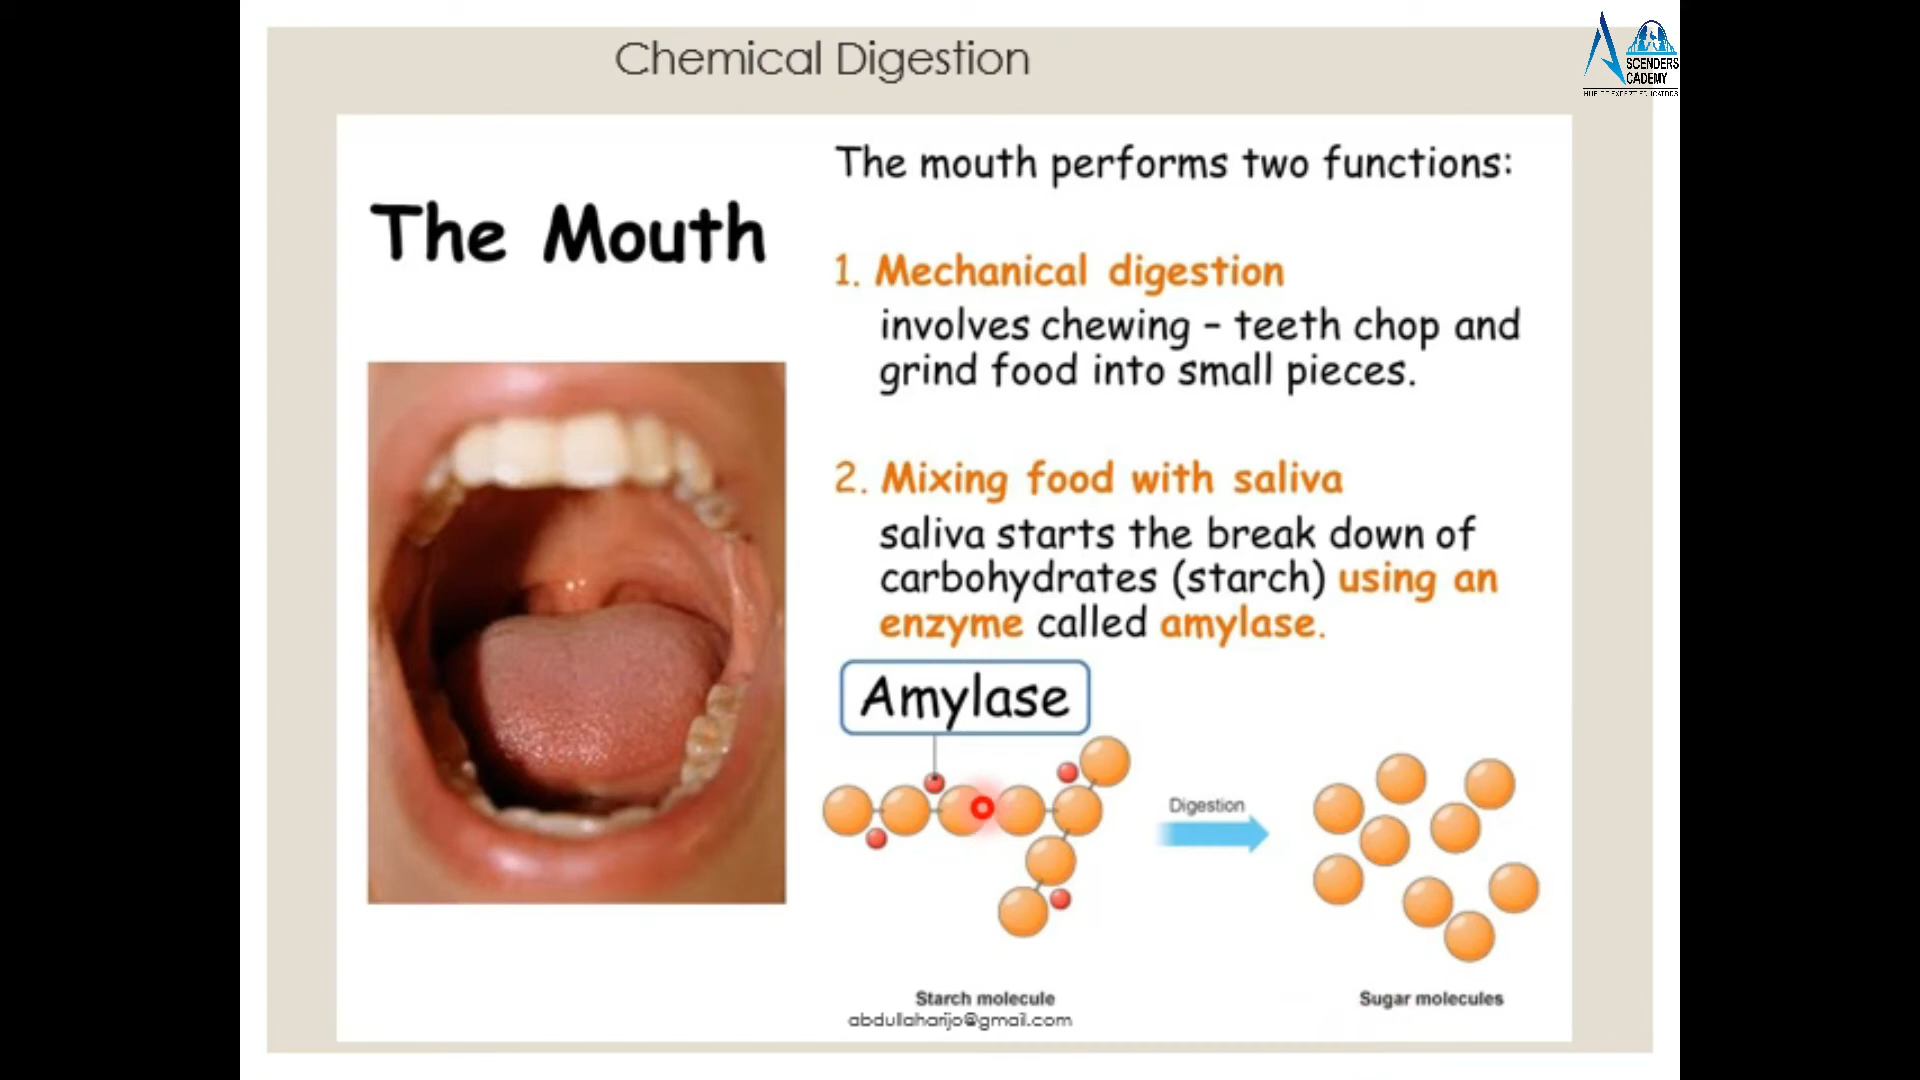 Chemical Digestion
SCENDERS
CADEMY
The Mouth
The mouth performs two functions:
1. Mechanical digestion
involves chewing – teeth chop and
grind food into small pieces.
2. Mixing food with saliva
saliva starts the break down of
carbohydrates (starch) using an
enzyme called amylase.
Amylase
Digestion
Starch molecule
Sugar molecules
abdullaharijo@gmail.com